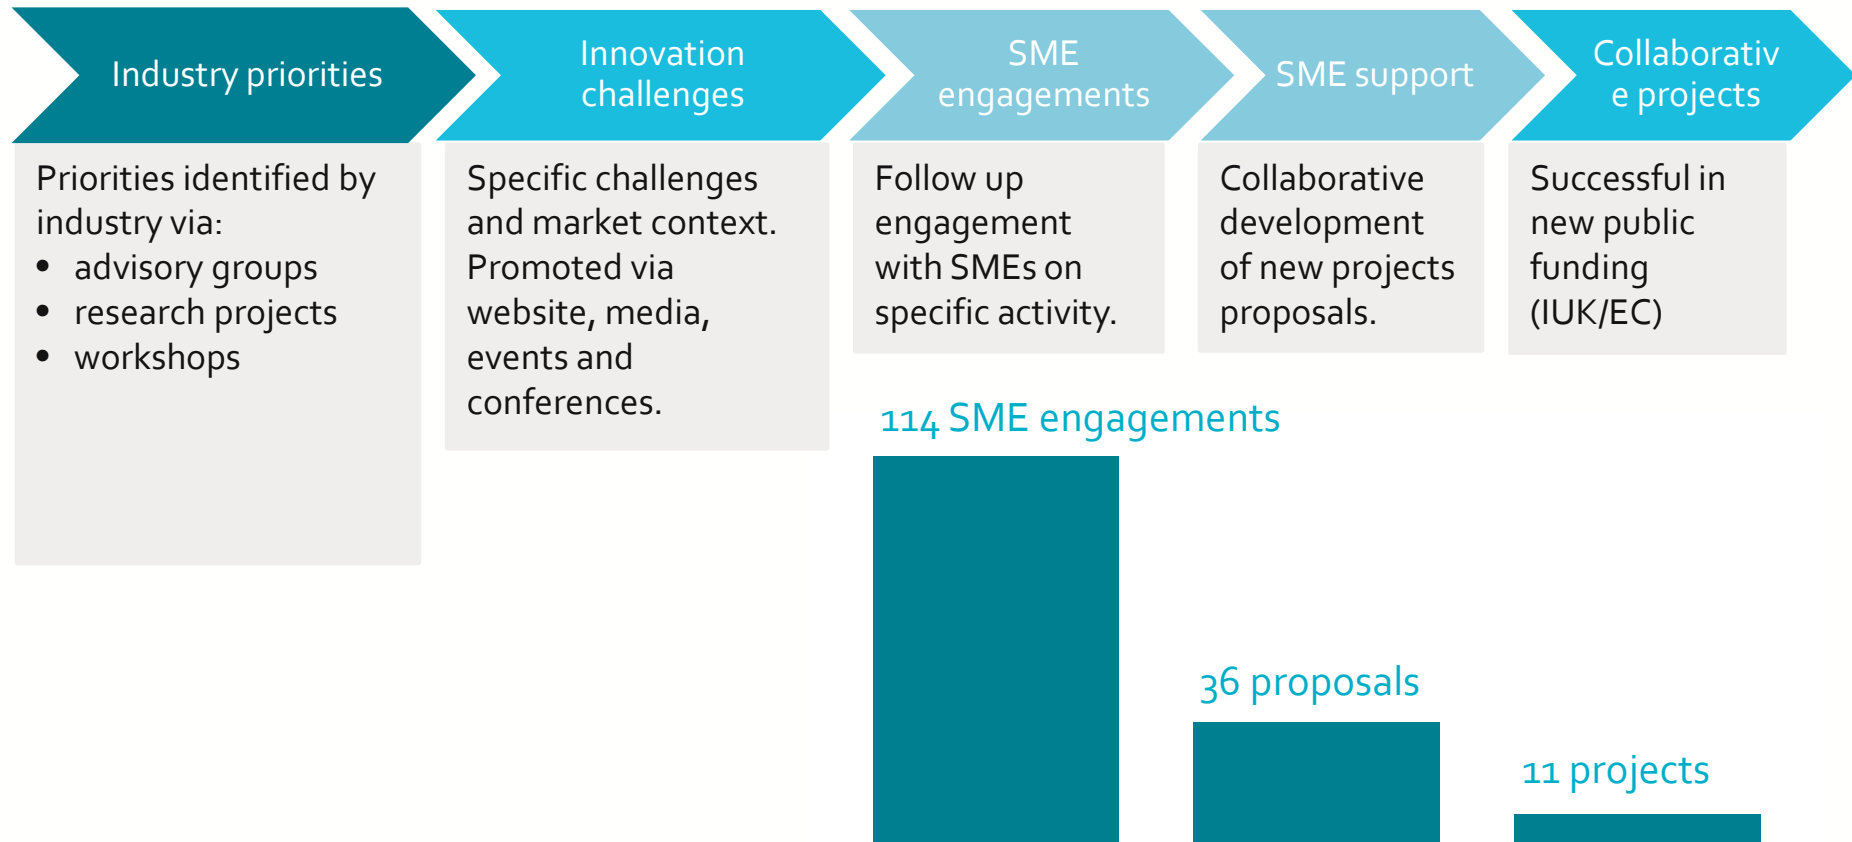 Industry priorities
Innovation
challenges
SME
engagements
SME support
Collaborativ
e projects
Priorities identified by
industry via:
• advisory groups
• research projects
• workshops
Specific challenges
and market context.
Promoted via
website, media,
events and
conferences.
Follow up
engagement
with SMEs on
specific activity.
Collaborative
development
of new projects
proposals.
Successful in
new public
funding
(IUK/EC)
114 SME engagements
36 proposals
11 projects